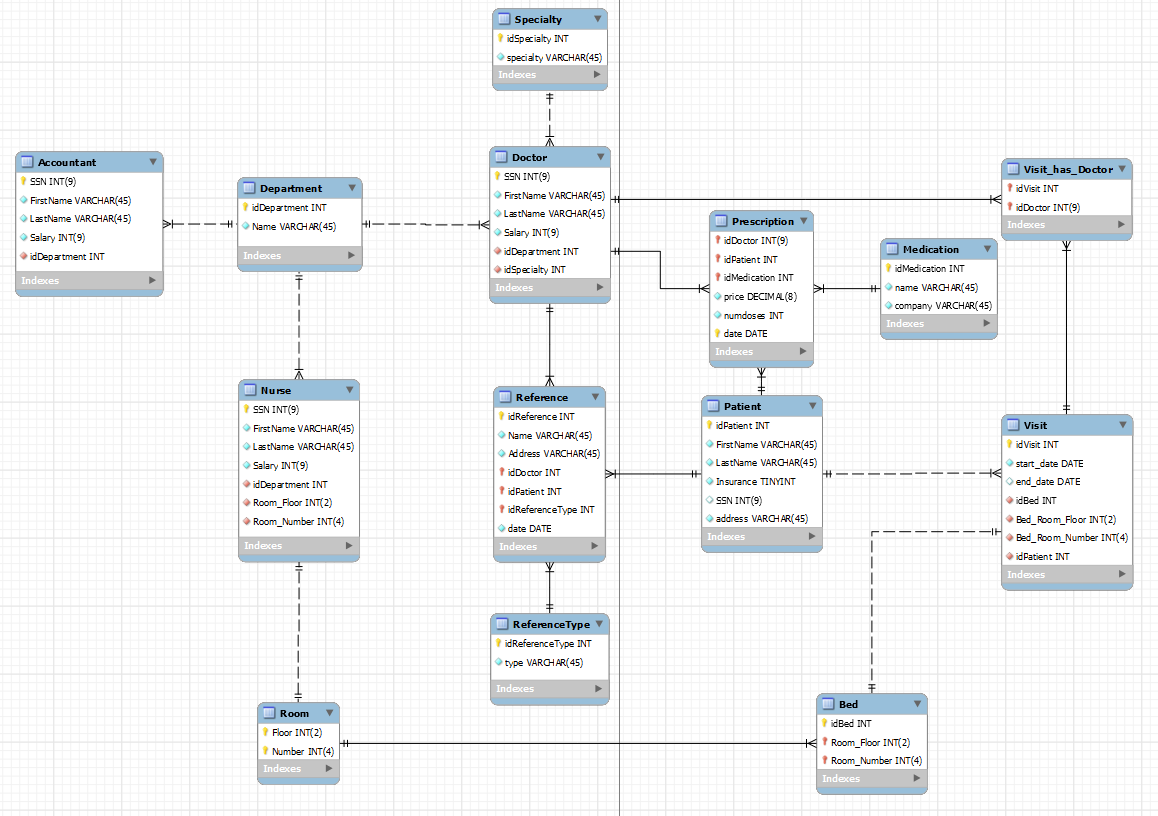 Specialty
idSpecialty INT
specialty VARCHAR(45)
Indexes
Accountant
SSN INT(9)
FirstName VARCHAR(45)
LastName VARCHAR(45)
Salary INT(9)
idDepartment INT
Indexes
Department
idDepartment INT
Name VARCHAR(45)
Indexes
Doctor
SSN INT(9)
FirstName VARCHAR(45)
LastName VARCHAR(45)
Salary INT(9)
idDepartment INT
idSpecialty INT
Indexes
Visit_has_Doctor
idVisit INT
idDoctor INT(9)
Indexes
Prescription
idDoctor INT(9)
idPatient INT
idMedication INT
price DECIMAL(8)
numdoses INT
date DATE
Indexes
Medication
idMedication INT
name VARCHAR(45)
company VARCHAR(45)
Indexes
Nurse
SSN INT(9)
FirstName VARCHAR(45)
LastName VARCHAR(45)
Salary INT(9)
idDepartment INT
Room_Floor INT(2)
Room_Number INT(4)
Indexes
Reference
idReference INT
Name VARCHAR(45)
Address VARCHAR(45)
idDoctor INT
idPatient INT
idReferenceType INT
date DATE
Indexes
Patient
idPatient INT
FirstName VARCHAR(45)
LastName VARCHAR(45)
Insurance TINYINT
SSN INT(9)
address VARCHAR(45)
Indexes
Visit
idVisit INT
start_date DATE
end_date DATE
idBed INT
Bed_Room_Floor INT(2)
Bed_Room_Number INT(4)
idPatient INT
Indexes
ReferenceType
idReferenceType INT
type VARCHAR(45)
Indexes
Room
Floor INT(2)
Number INT(4)
Indexes
Bed
idBed INT
Room_Floor INT(2)
Room_Number INT(4)
Indexes